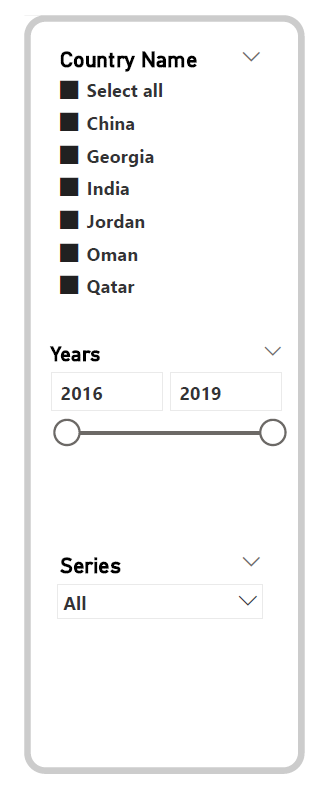 Country Name
Select all
China
Georgia
India
Jordan
Oman
Qatar
Years
2016 2019
Series
All